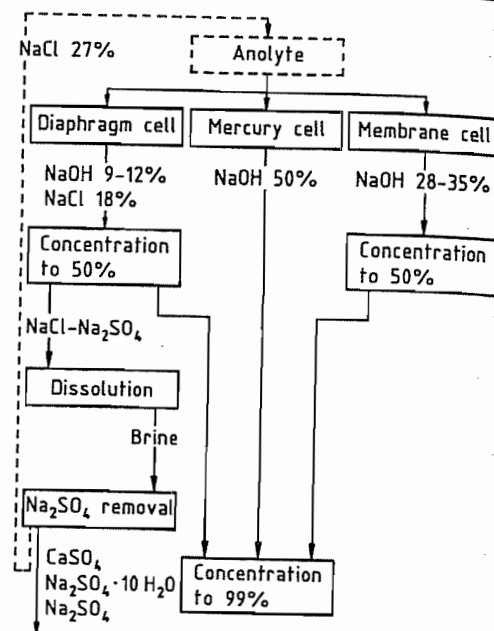 NaCl 27%
Anolyte
Diaphragm cell
Mercury cell
Membrane cell
NaOH 9–12%
NaCl 18%
NaOH 50%
NaOH 28–35%
Concentration
to 50%
Concentration
to 50%
NaCl–Na₂SO₄
Dissolution
Brine
Na₂SO₄ removal
CaSO₄
Na₂SO₄·10 H₂O
Na₂SO₄
Concentration
to 99%